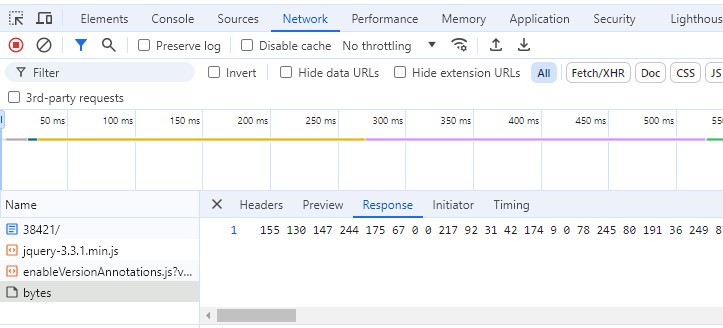 Elements Console Sources Network Performance Memory Application Security Lighthous
Preserve log Disable cache No throttling
Filter Invert Hide data URLs Hide extension URLs All Fetch/XHR Doc CSS JS
3rd-party requests
50 ms 100 ms 150 ms 200 ms 250 ms 300 ms 350 ms 400 ms 450 ms 500 ms 55
Name Headers Preview Response Initiator Timing
38421/ 1 155 130 147 244 175 67 0 0 217 92 31 42 174 9 0 78 245 80 191 36 249 8
jquery-3.3.1.min.js
enableVersionAnnotations.js?v...
bytes